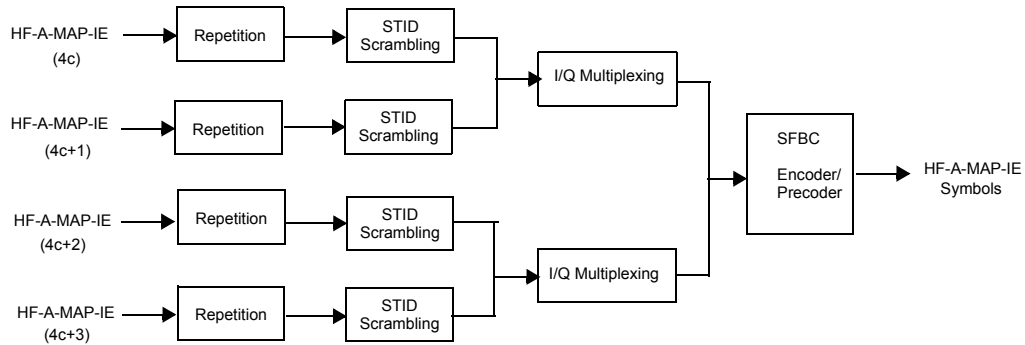 HF-A-MAP-IE
(4c)
Repetition
STID
Scrambling
HF-A-MAP-IE
(4c+1)
Repetition
STID
Scrambling
I/Q Multiplexing
HF-A-MAP-IE
(4c+2)
Repetition
STID
Scrambling
HF-A-MAP-IE
(4c+3)
Repetition
STID
Scrambling
I/Q Multiplexing
SFBC
Encoder/
Precoder
HF-A-MAP-IE
Symbols